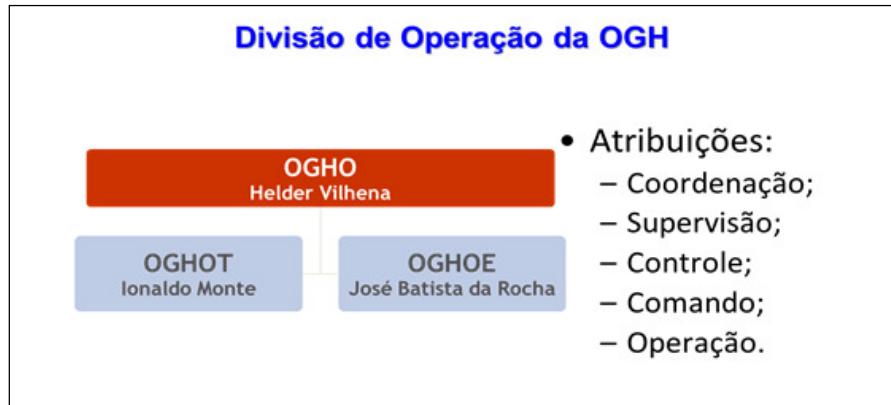 Divisão de Operação da OGH
OGHO
Helder Vilhena
OGHOT
Ionaldo Monte
OGHOE
José Batista da Rocha
• Atribuições:
– Coordenação;
– Supervisão;
– Controle;
– Comando;
– Operação.